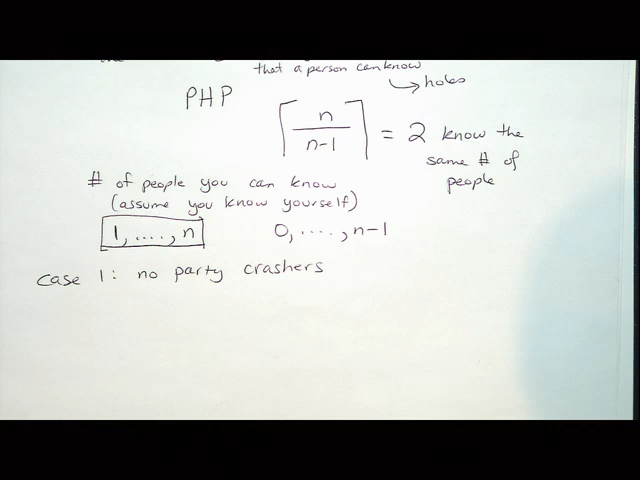 that a person can know
holes
PHP
⌈n/(n-1)⌉ = 2 know the
same # of
people
# of people you can know
(assume you know yourself)
1, ...., n
0, ...., n-1
case 1: no party crashers